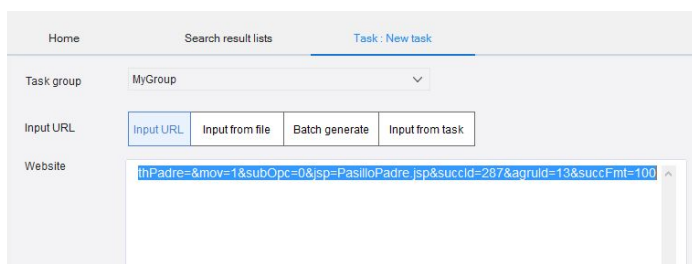 Home Search result lists Task : New task
Task group MyGroup
Input URL Input URL Input from file Batch generate Input from task
Website thPadre=&mov=1&subOpc=0&jsp=PasilloPadre.jsp&succId=287&agruId=13&succFmt=100